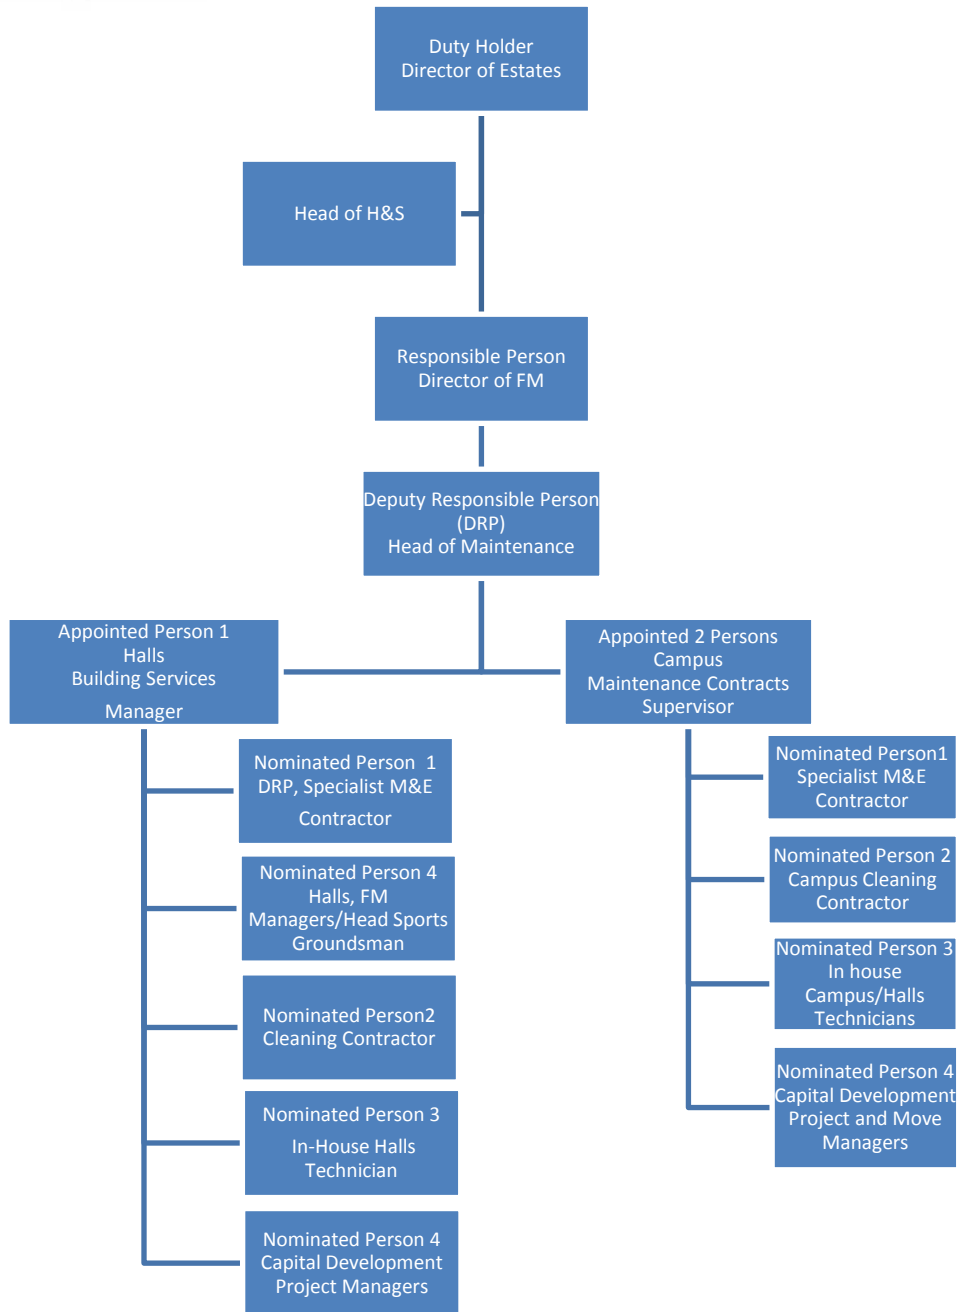 Duty Holder
Director of Estates
Head of H&S
Responsible Person
Director of FM
Deputy Responsible Person
(DRP)
Head of Maintenance
Appointed Person 1
Halls
Building Services
Manager
Nominated Person  1
DRP, Specialist M&E
Contractor
Nominated Person 4
Halls, FM
Managers/Head Sports
Groundsman
Nominated Person2
Cleaning Contractor
Nominated Person 3
In-House Halls
Technician
Nominated Person 4
Capital Development
Project Managers
Appointed 2 Persons
Campus
Maintenance Contracts
Supervisor
Nominated Person1
Specialist M&E
Contractor
Nominated Person 2
Campus Cleaning
Contractor
Nominated Person 3
In house
Campus/Halls
Technicians
Nominated Person 4
Capital Development
Project and Move
Managers